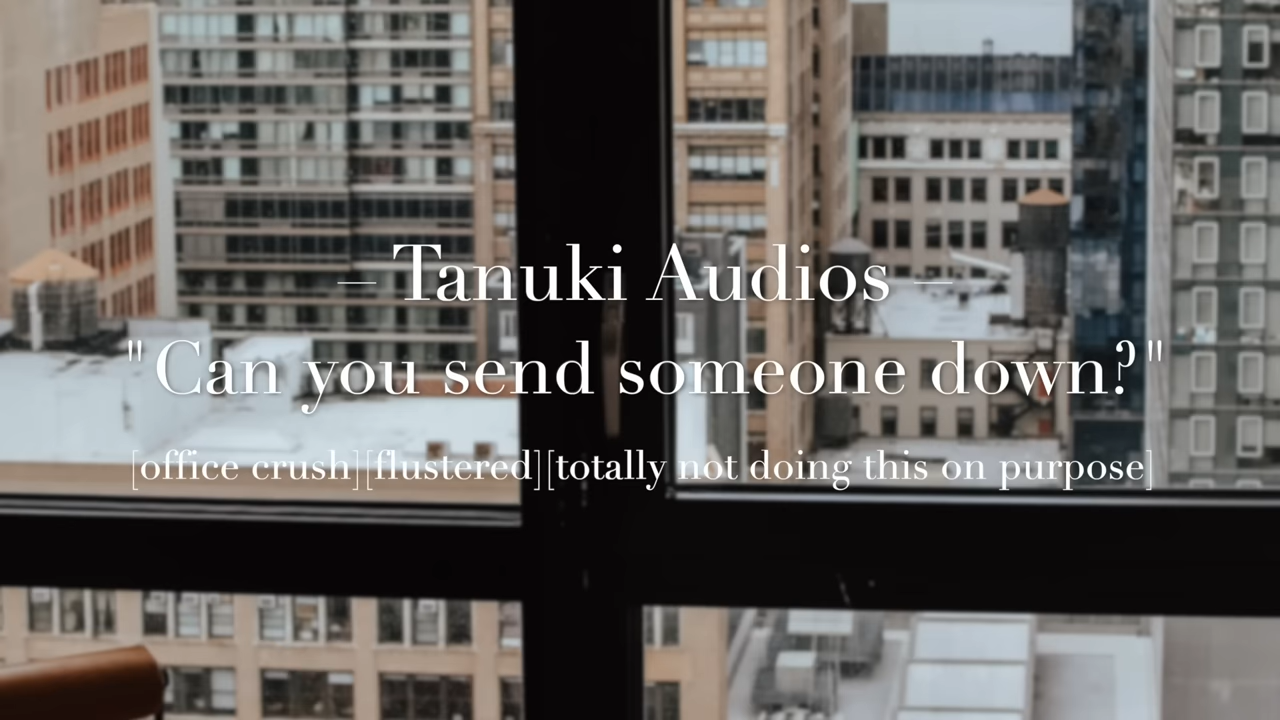 — Tanuki Audios —
"Can you send someone down?"
[office crush][flustered][totally not doing this on purpose]